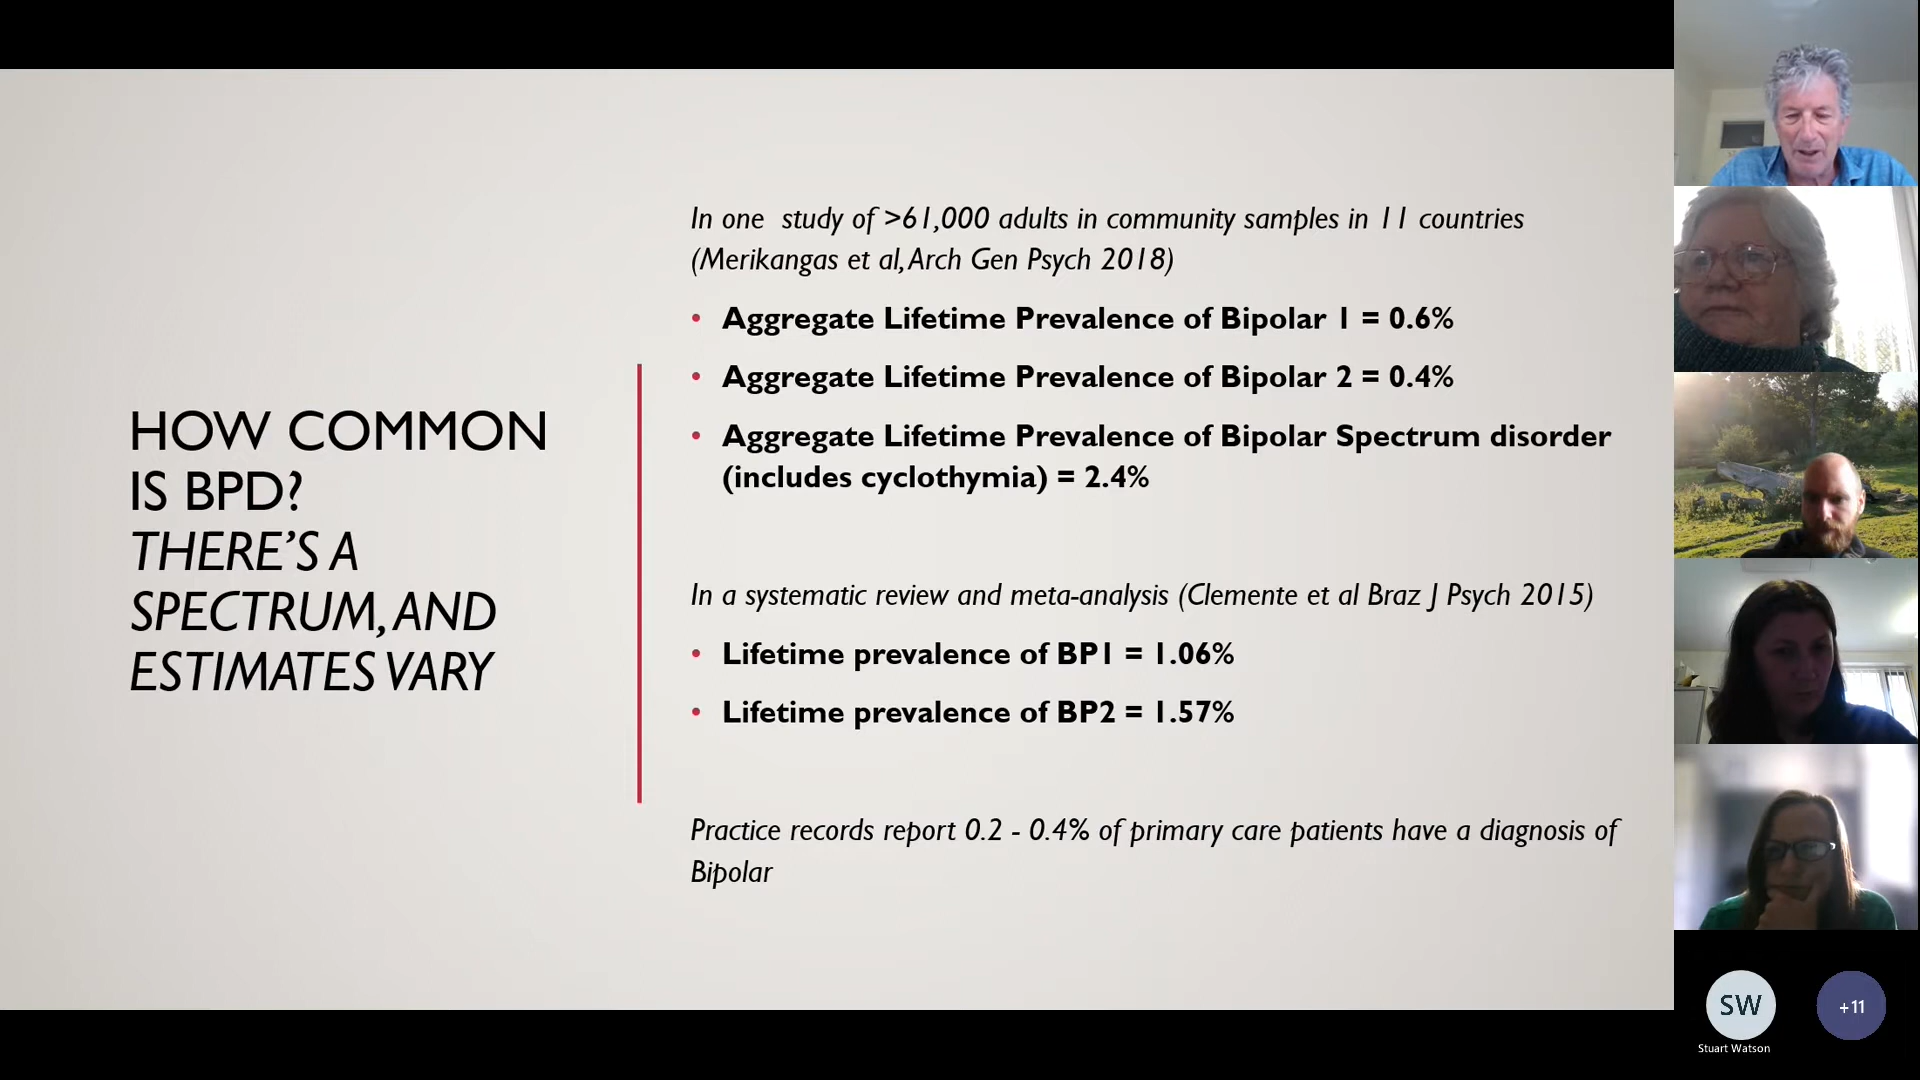 HOW COMMON
IS BPD?
THERE'S A
SPECTRUM, AND
ESTIMATES VARY
In one study of >61,000 adults in community samples in 11 countries
(Merikangas et al, Arch Gen Psych 2018)
• Aggregate Lifetime Prevalence of Bipolar 1 = 0.6%
• Aggregate Lifetime Prevalence of Bipolar 2 = 0.4%
• Aggregate Lifetime Prevalence of Bipolar Spectrum disorder
(includes cyclothymia) = 2.4%
In a systematic review and meta-analysis (Clemente et al Braz J Psych 2015)
• Lifetime prevalence of BP1 = 1.06%
• Lifetime prevalence of BP2 = 1.57%
Practice records report 0.2 - 0.4% of primary care patients have a diagnosis of
Bipolar
SW
+11
Stuart Watson